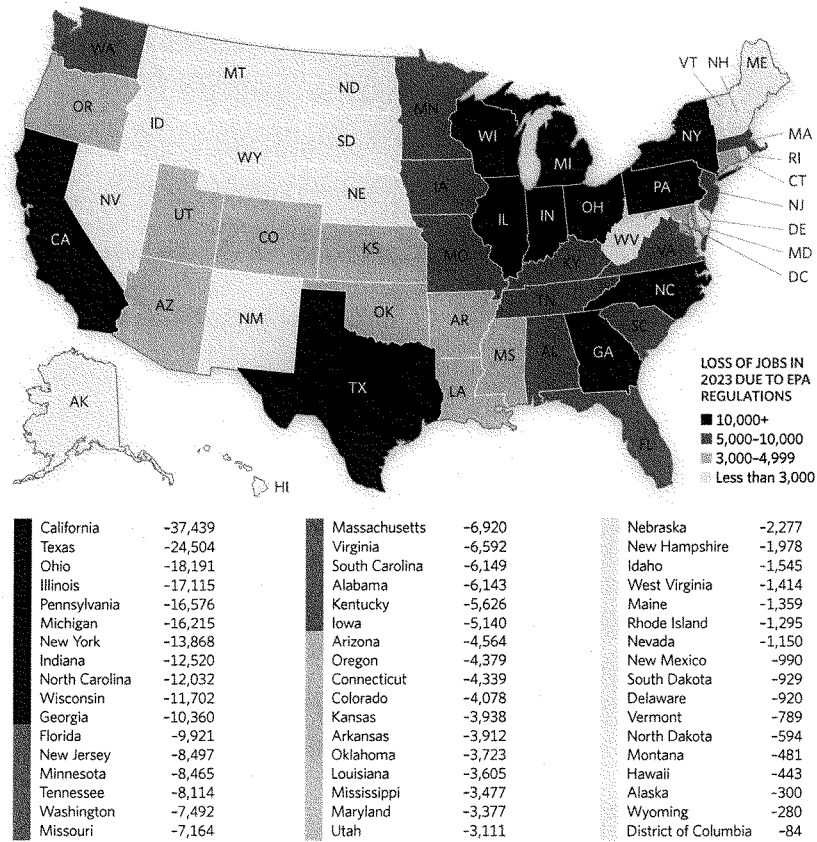 WA
MT
ND
VT NH ME
OR
ID
MN
SD
WI
MI
NY
MA
RI
CT
WY
NV
NE
IA
PA
NJ
UT
IL
IN
OH
DE
MD
DC
CA
CO
KS
MO
WV
KY
VA
AZ
NM
OK
AR
TN
NC
SC
TX
LA
MS
AL
GA
FL
AK
HI
LOSS OF JOBS IN
2023 DUE TO EPA
REGULATIONS
10,000+
5,000–10,000
3,000–4,999
Less than 3,000
California -37,439
Texas -24,504
Ohio -18,191
Illinois -17,115
Pennsylvania -16,576
Michigan -16,215
New York -13,868
Indiana -12,520
North Carolina -12,032
Wisconsin -11,702
Georgia -10,360
Florida -9,921
New Jersey -8,497
Minnesota -8,465
Tennessee -8,114
Washington -7,492
Missouri -7,164
Massachusetts -6,920
Virginia -6,592
South Carolina -6,149
Alabama -6,143
Kentucky -5,626
Iowa -5,140
Arizona -4,564
Oregon -4,379
Connecticut -4,339
Colorado -4,078
Kansas -3,938
Arkansas -3,912
Oklahoma -3,723
Louisiana -3,605
Mississippi -3,477
Maryland -3,377
Utah -3,111
Nebraska -2,277
New Hampshire -1,978
Idaho -1,545
West Virginia -1,414
Maine -1,359
Rhode Island -1,295
Nevada -1,150
New Mexico -990
South Dakota -929
Delaware -920
Vermont -789
North Dakota -594
Montana -481
Hawaii -443
Alaska -300
Wyoming -280
District of Columbia -84